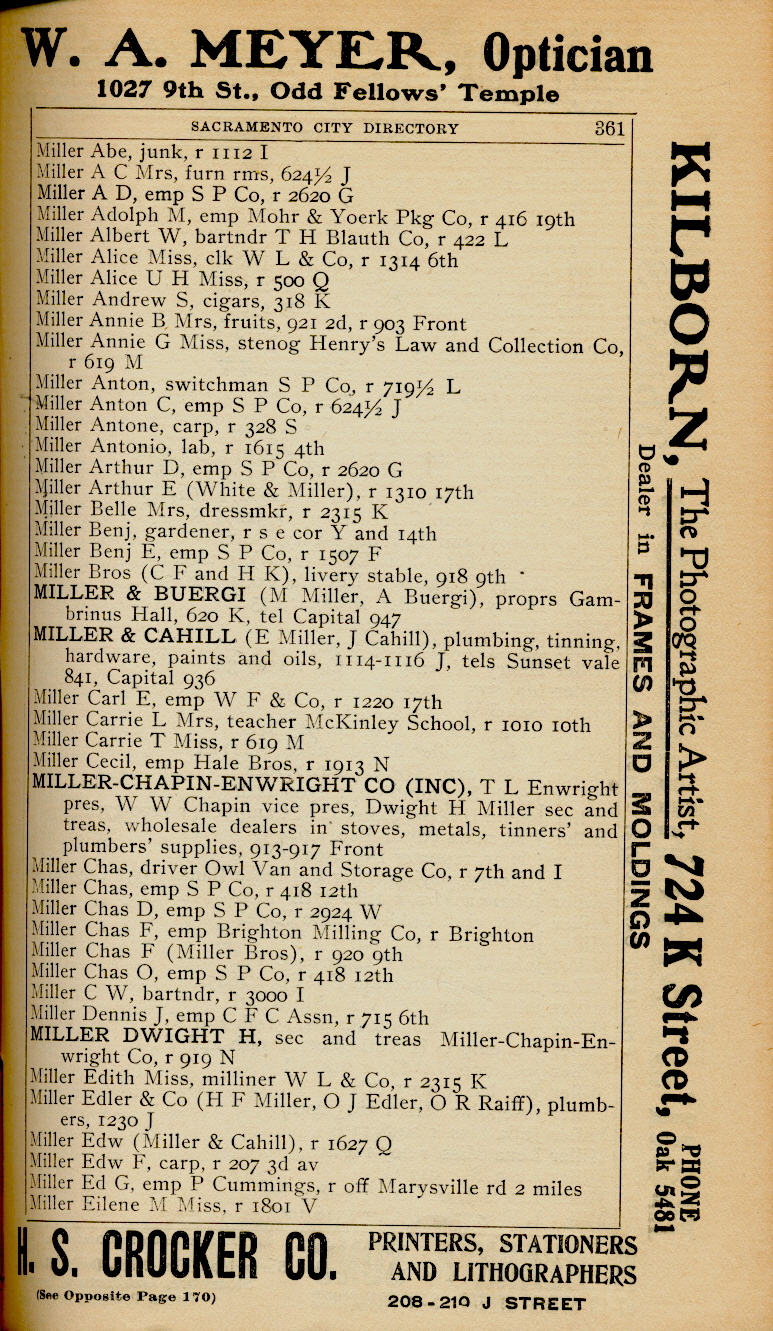 W. A. MEYER, Optician
1027 9th St., Odd Fellows' Temple
SACRAMENTO CITY DIRECTORY 361
Miller Abe, junk, r 1112 I
Miller A C Mrs, furn rms, 624½ J
Miller A D, emp S P Co, r 2620 G
Miller Adolph M, emp Mohr & Yoerk Pkg Co, r 416 19th
Miller Albert W, bartndr T H Blauth Co, r 422 L
Miller Alice Miss, clk W L & Co, r 1314 6th
Miller Alice U H Miss, r 500 Q
Miller Andrew S, cigars, 318 K
Miller Annie B Mrs, fruits, 921 2d, r 903 Front
Miller Annie G Miss, stenog Henry's Law and Collection Co,
r 619 M
Miller Anton, switchman S P Co, r 719½ L
Miller Anton C, emp S P Co, r 624½ J
Miller Antone, carp, r 328 S
Miller Antonio, lab, r 1615 4th
Miller Arthur D, emp S P Co, r 2620 G
Miller Arthur E (White & Miller), r 1310 17th
Miller Belle Mrs, dressmkr, r 2315 K
Miller Benj, gardener, r s e cor Y and 14th
Miller Benj E, emp S P Co, r 1507 F
Miller Bros (C F and H K), livery stable, 918 9th
MILLER & BUERGI (M Miller, A Buergi), proprs Gam-
brinus Hall, 620 K, tel Capital 947
MILLER & CAHILL (E Miller, J Cahill), plumbing, tinning,
hardware, paints and oils, 1114-1116 J, tels Sunset vale
841, Capital 936
Miller Carl E, emp W F & Co, r 1220 17th
Miller Carrie L Mrs, teacher McKinley School, r 1010 10th
Miller Carrie T Miss, r 619 M
Miller Cecil, emp Hale Bros, r 1913 N
MILLER-CHAPIN-ENWRIGHT CO (INC), T L Enwright
pres, W W Chapin vice pres, Dwight H Miller sec and
treas, wholesale dealers in stoves, metals, tinners' and
plumbers' supplies, 913-917 Front
Miller Chas, driver Owl Van and Storage Co, r 7th and I
Miller Chas, emp S P Co, r 418 12th
Miller Chas D, emp S P Co, r 2924 W
Miller Chas F, emp Brighton Milling Co, r Brighton
Miller Chas F (Miller Bros), r 920 9th
Miller Chas O, emp S P Co, r 418 12th
Miller C W, bartndr, r 3000 I
Miller Dennis J, emp C F C Assn, r 715 6th
MILLER DWIGHT H, sec and treas Miller-Chapin-En-
wright Co, r 919 N
Miller Edith Miss, milliner W L & Co, r 2315 K
Miller Edler & Co (H F Miller, O J Edler, O R Raiff), plumb-
ers, 1230 J
Miller Edw (Miller & Cahill), r 1627 Q
Miller Edw F, carp, r 207 3d av
Miller Ed G, emp P Cummings, r off Marysville rd 2 miles
Miller Eilene M Miss, r 1801 V
KILBORN, The Photographic Artist, 724 K Street, PHONE Oak 5481
Dealer in FRAMES AND MOLDINGS
H. S. CROCKER CO.
(See Opposite Page 170)
PRINTERS, STATIONERS
AND LITHOGRAPHERS
208-210 J STREET